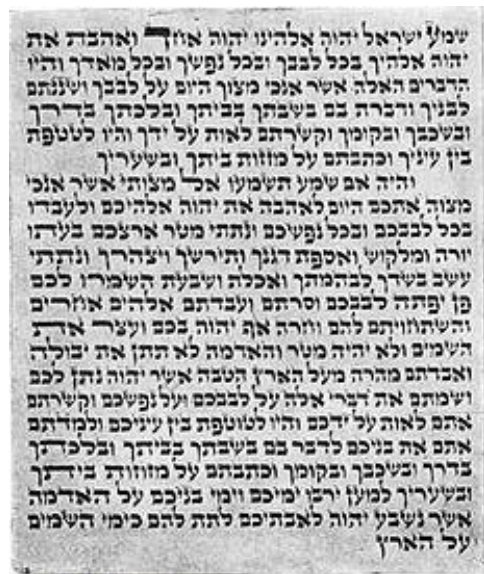 שמע ישראל יהוה אלהינו יהוה אחד ואהבת את
יהוה אלהיך בכל לבבך ובכל נפשך ובכל מאדך והיו
הדברים האלה אשר אנכי מצוך היום על לבבך ושננתם
לבניך ודברת בם בשבתך בביתך ובלכתך בדרך
ובשכבך ובקומך וקשרתם לאות על ידך והיו לטטפת
בין עיניך וכתבתם על מזזות ביתך ובשעריך
והיה אם שמע תשמעו אל מצותי אשר אנכי
מצוה אתכם היום לאהבה את יהוה אלהיכם ולעבדו
בכל לבבכם ובכל נפשכם ונתתי מטר ארצכם בעתו
יורה ומלקוש ואספת דגנך ותירשך ויצהרך ונתתי
עשב בשדך לבהמתך ואכלת ושבעת השמרו לכם
פן יפתה לבבכם וסרתם ועבדתם אלהים אחרים
והשתחויתם להם וחרה אף יהוה בכם ועצר את
השמים ולא יהיה מטר והאדמה לא תתן את יבולה
ואבדתם מהרה מעל הארץ הטבה אשר יהוה נתן לכם
ושמתם את דברי אלה על לבבכם ועל נפשכם וקשרתם
אתם לאות על ידכם והיו לטוטפת בין עיניכם ולמדתם
אתם את בניכם לדבר בם בשבתך בביתך ובלכתך
בדרך ובשכבך ובקומך וכתבתם על מזוזות ביתך
ובשעריך למען ירבו ימיכם וימי בניכם על האדמה
אשר נשבע יהוה לאבתיכם לתת להם כימי השמים
על הארץ